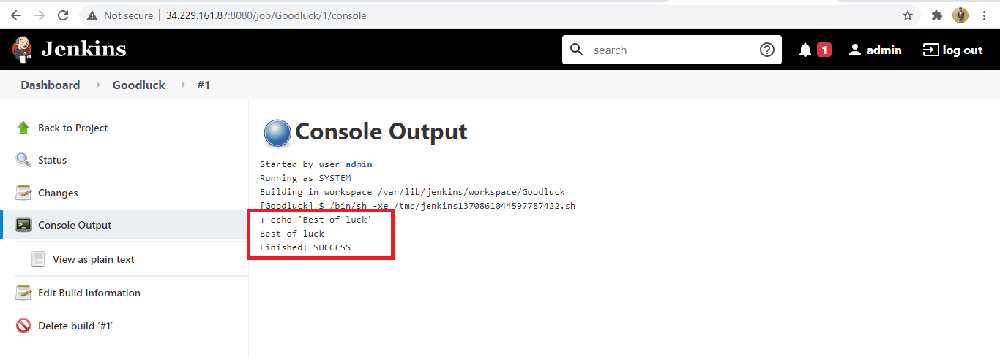 Not secure
34.229.161.87:8080/job/Goodluck/1/console
Jenkins
search
1
admin
log out
Dashboard
Goodluck
#1
Back to Project
Status
Changes
Console Output
View as plain text
Edit Build Information
Delete build ‘#1’
Console Output
Started by user admin
Running as SYSTEM
Building in workspace /var/lib/jenkins/workspace/Goodluck
[Goodluck] $ /bin/sh -xe /tmp/jenkins1370861044597787422.sh
+ echo 'Best of luck'
Best of luck
Finished: SUCCESS